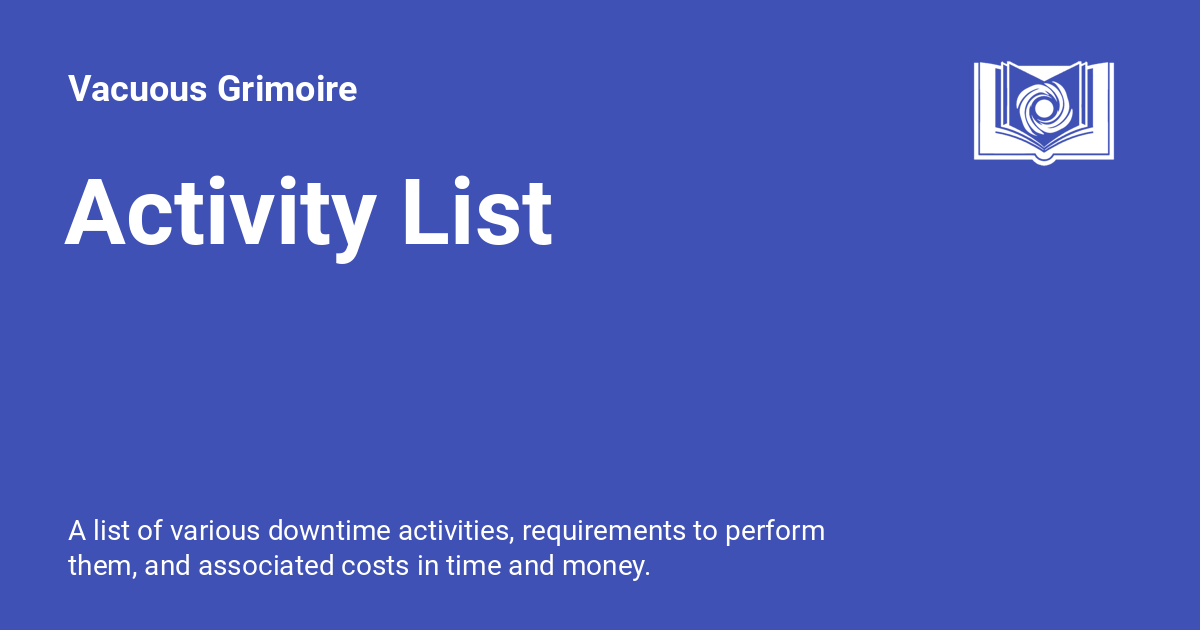 Vacuous Grimoire
Activity List
A list of various downtime activities, requirements to perform
them, and associated costs in time and money.